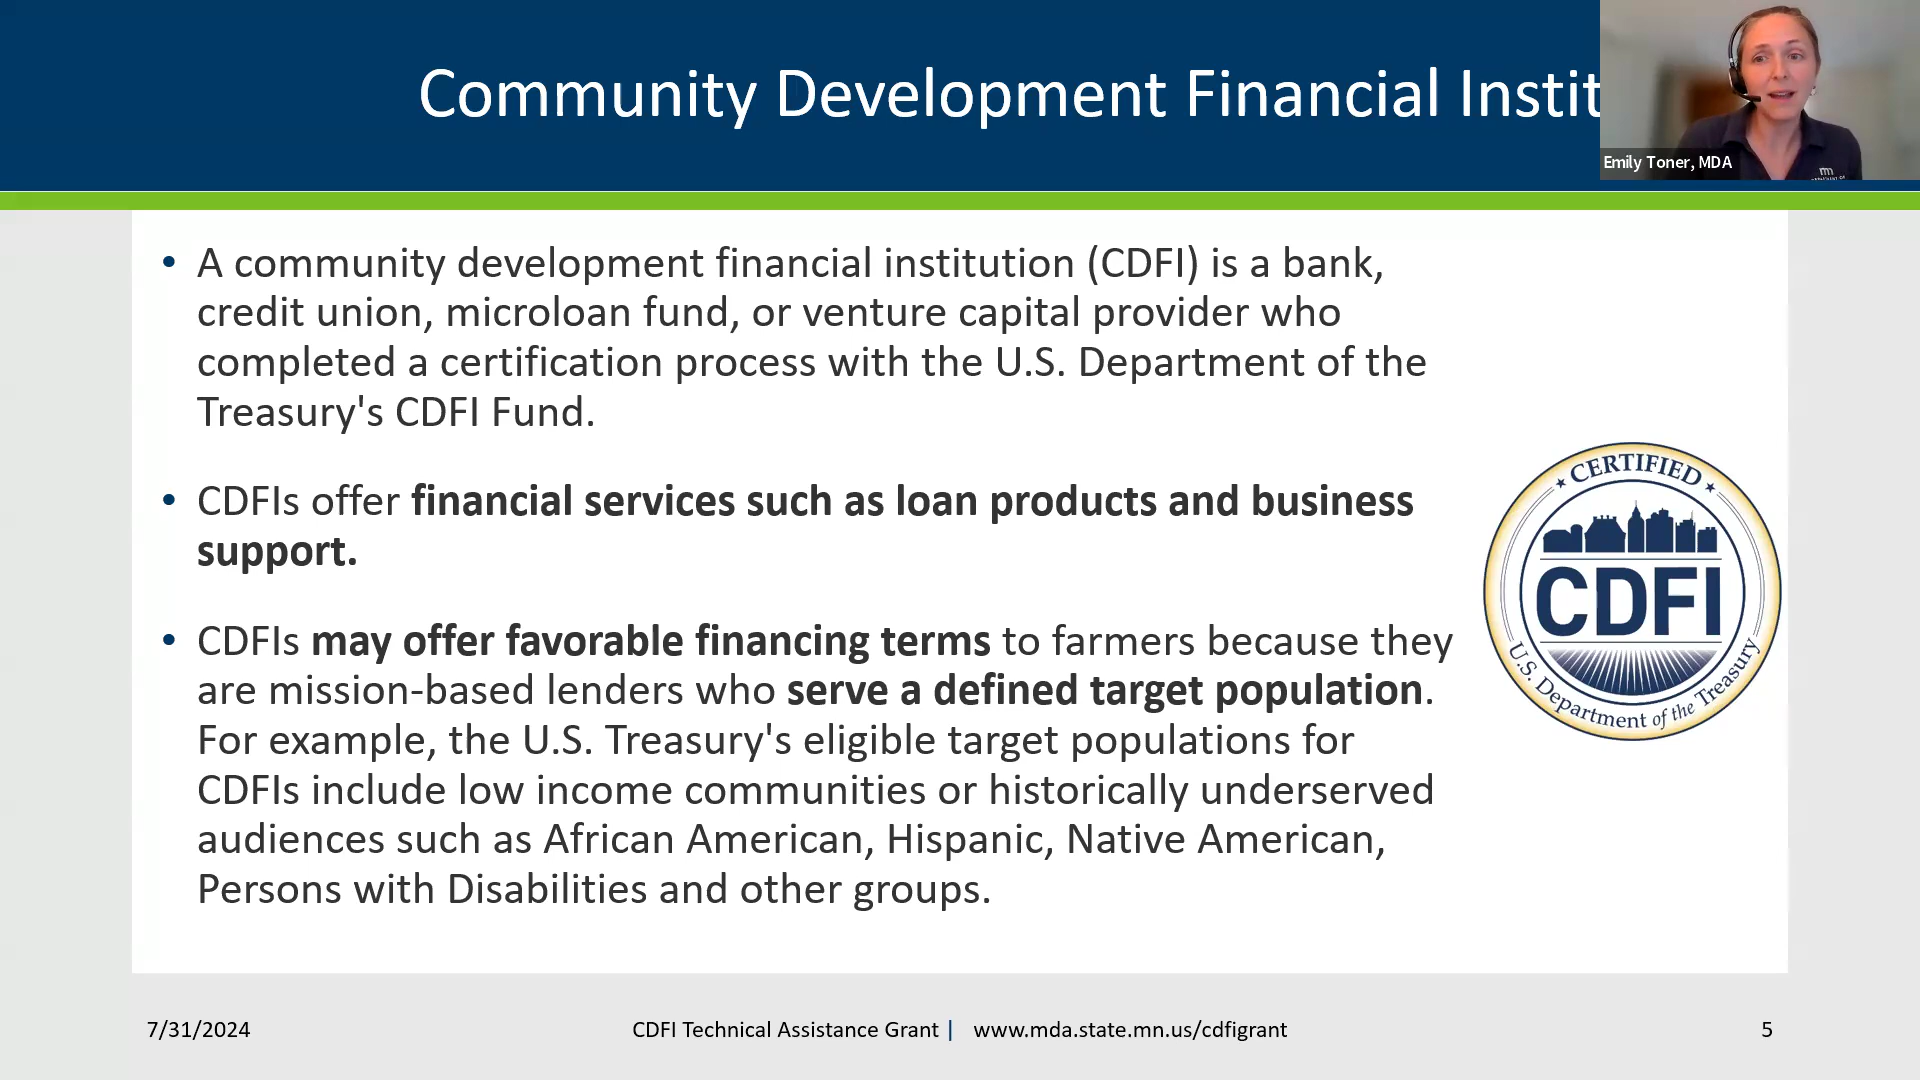 Community Development Financial Instit
Emily Toner, MDA
• A community development financial institution (CDFI) is a bank,
credit union, microloan fund, or venture capital provider who
completed a certification process with the U.S. Department of the
Treasury's CDFI Fund.
• CDFIs offer financial services such as loan products and business
support.
• CDFIs may offer favorable financing terms to farmers because they
are mission-based lenders who serve a defined target population.
For example, the U.S. Treasury's eligible target populations for
CDFIs include low income communities or historically underserved
audiences such as African American, Hispanic, Native American,
Persons with Disabilities and other groups.
CERTIFIED
CDFI
U.S. Department of the Treasury
7/31/2024
CDFI Technical Assistance Grant | www.mda.state.mn.us/cdfigrant
5